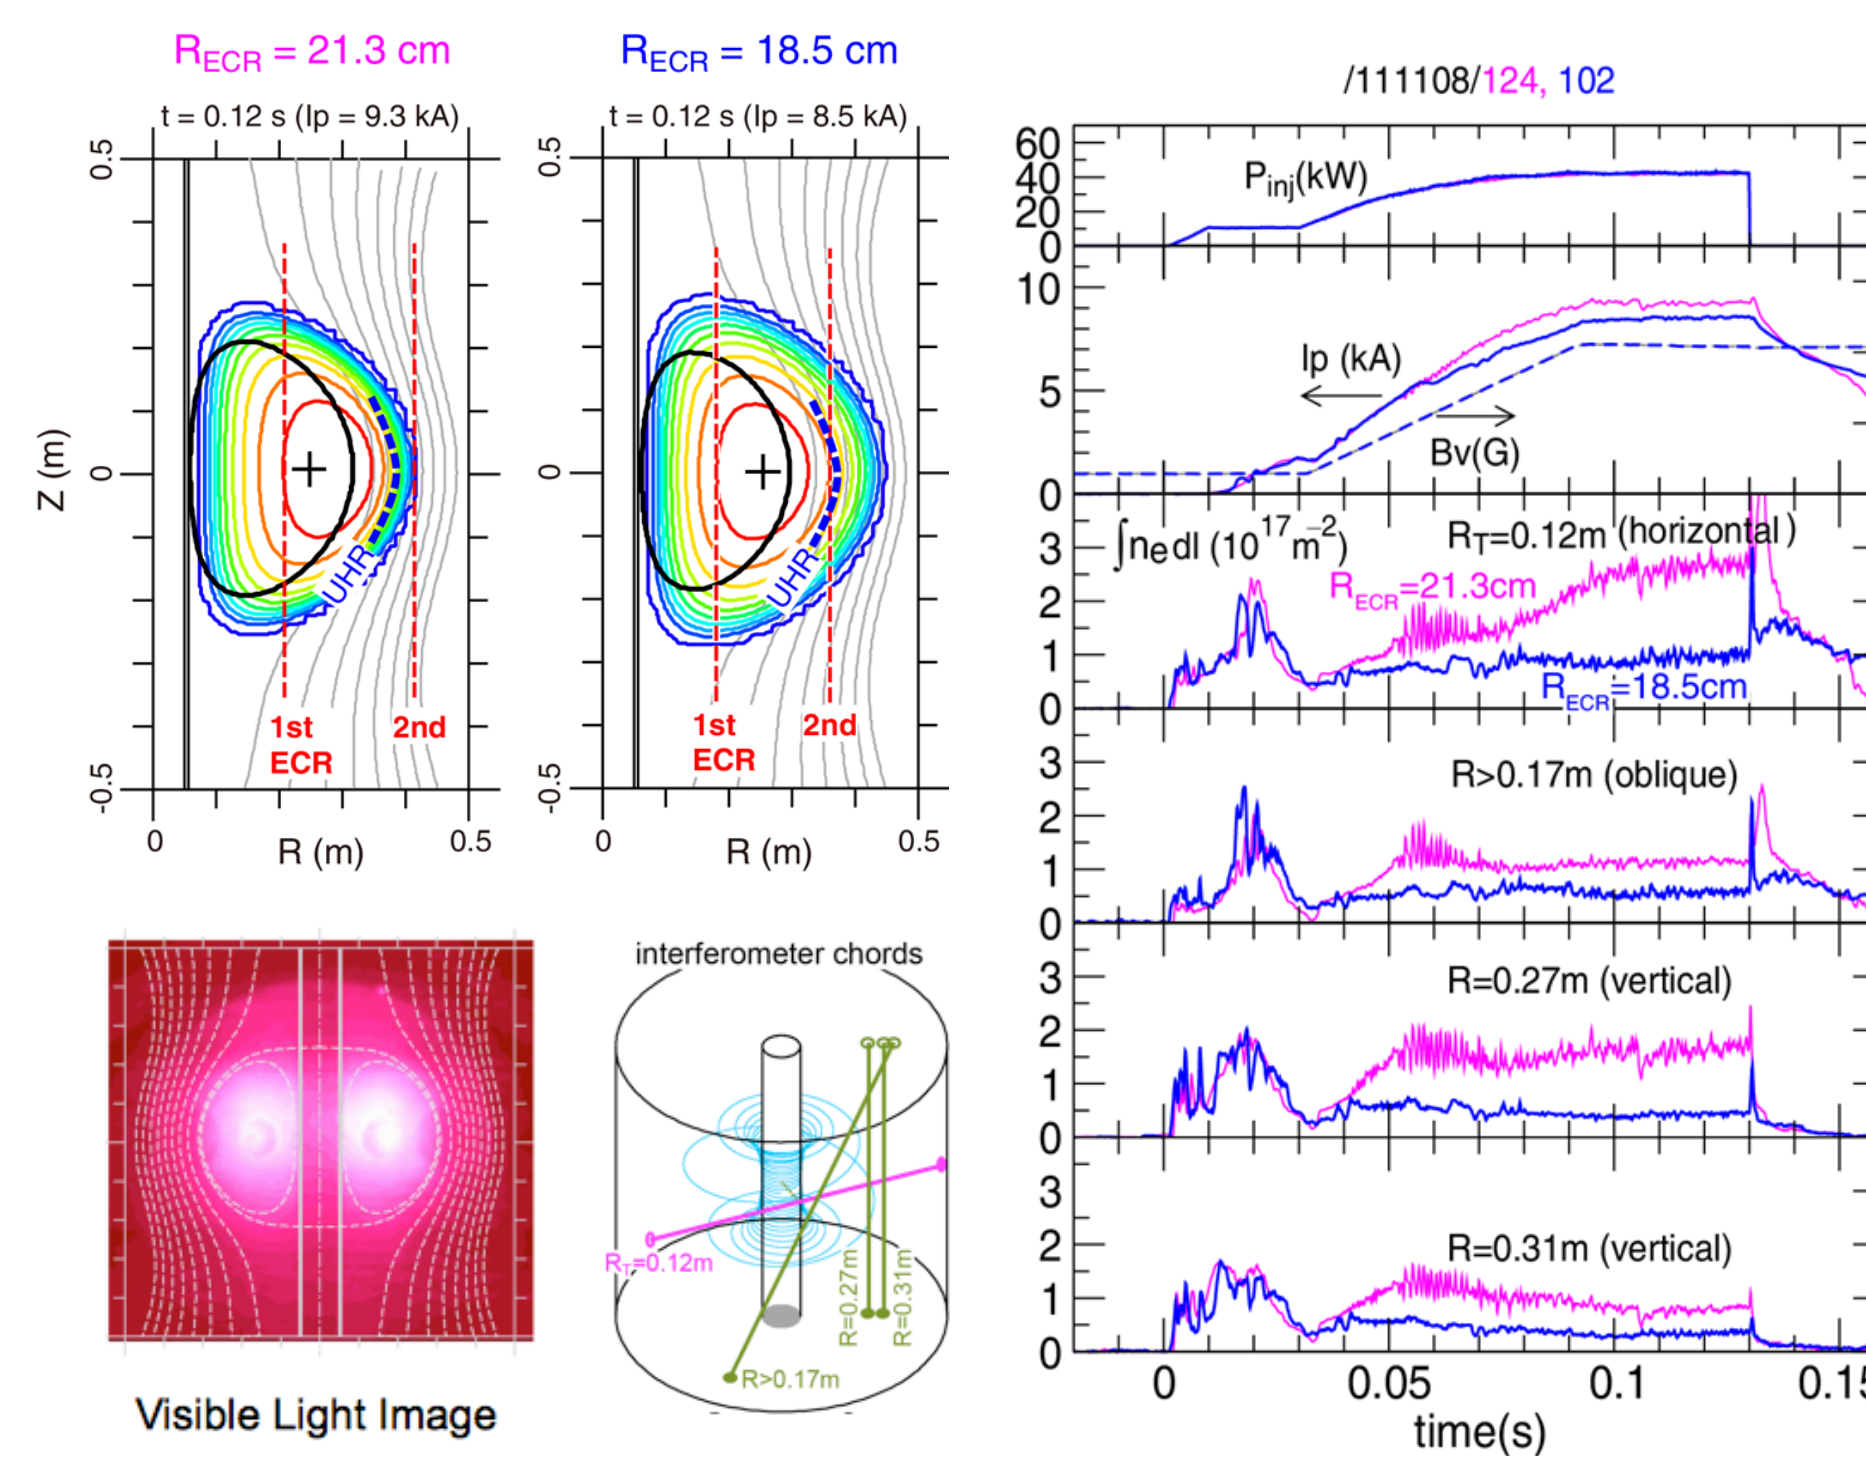 R_ECR = 21.3 cm
t = 0.12 s (Ip = 9.3 kA)
0.5
0
-0.5
Z (m)
UHR
1st
ECR
2nd
0
0.5
R (m)
R_ECR = 18.5 cm
t = 0.12 s (Ip = 8.5 kA)
0.5
0
-0.5
UHR
1st
ECR
2nd
0
0.5
R (m)
Visible Light Image
interferometer chords
R_T=0.12m
R=0.27m
R=0.31m
R>0.17m
/111108/124, 102
60
40
20
0
P_inj(kW)
10
5
0
Ip (kA)
Bv(G)
∫n_e dl (10^17 m^-2)
R_T=0.12m (horizontal)
R_ECR=21.3cm
R_ECR=18.5cm
3
2
1
0
R>0.17m (oblique)
3
2
1
0
R=0.27m (vertical)
3
2
1
0
R=0.31m (vertical)
3
2
1
0
0
0.05
0.1
0.15
time(s)